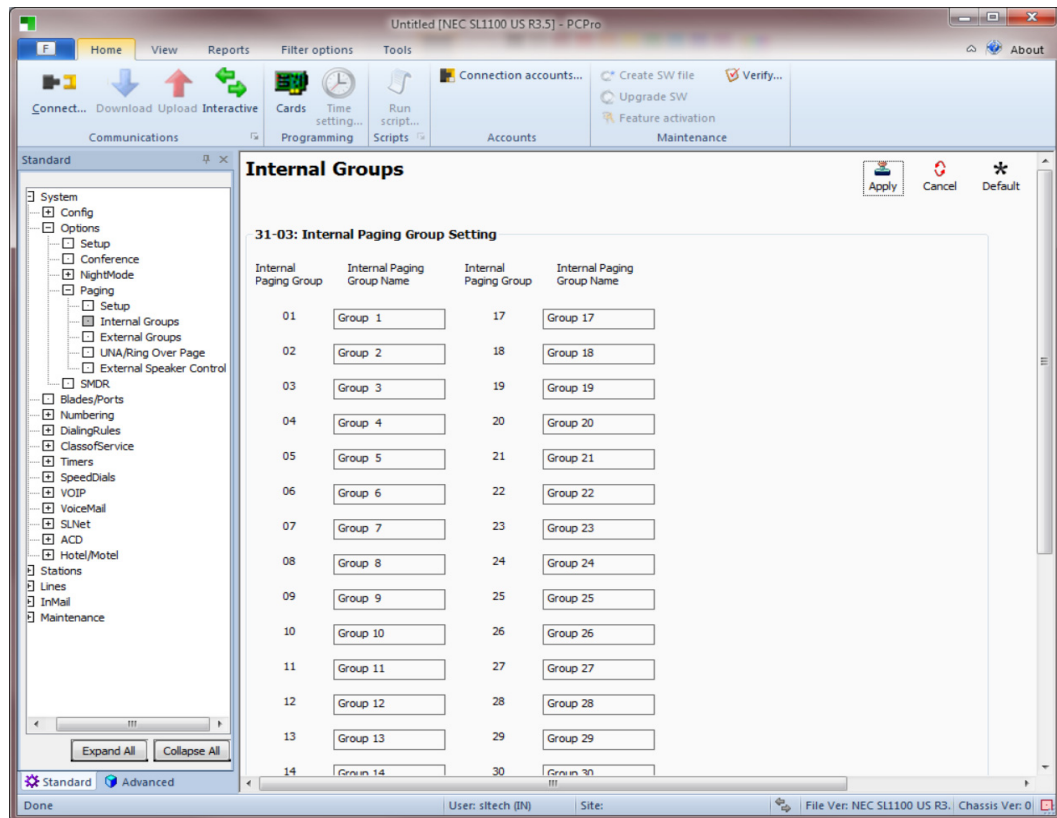 Untitled [NEC SL1100 US R3.5] - PCPro
F Home View Reports Filter options Tools About
Connect... Download Upload Interactive Cards Time setting... Run script... Connection accounts... Create SW file Verify...
Upgrade SW
Feature activation
Communications Programming Scripts Accounts Maintenance
Standard
System
Config
Options
Setup
Conference
NightMode
Paging
Setup
Internal Groups
External Groups
UNA/Ring Over Page
External Speaker Control
SMDR
Blades/Ports
Numbering
DialingRules
ClassofService
Timers
SpeedDials
VOIP
VoiceMail
SLNet
ACD
Hotel/Motel
Stations
Lines
InMail
Maintenance
Expand All Collapse All
Standard Advanced
Internal Groups
Apply Cancel Default
31-03: Internal Paging Group Setting
Internal Paging Group Internal Paging Group Name Internal Paging Group Internal Paging Group Name
01 Group 1 17 Group 17
02 Group 2 18 Group 18
03 Group 3 19 Group 19
04 Group 4 20 Group 20
05 Group 5 21 Group 21
06 Group 6 22 Group 22
07 Group 7 23 Group 23
08 Group 8 24 Group 24
09 Group 9 25 Group 25
10 Group 10 26 Group 26
11 Group 11 27 Group 27
12 Group 12 28 Group 28
13 Group 13 29 Group 29
14 Group 14 30 Group 30
Done User: sltech (IN) Site: File Ver: NEC SL1100 US R3. Chassis Ver: 0